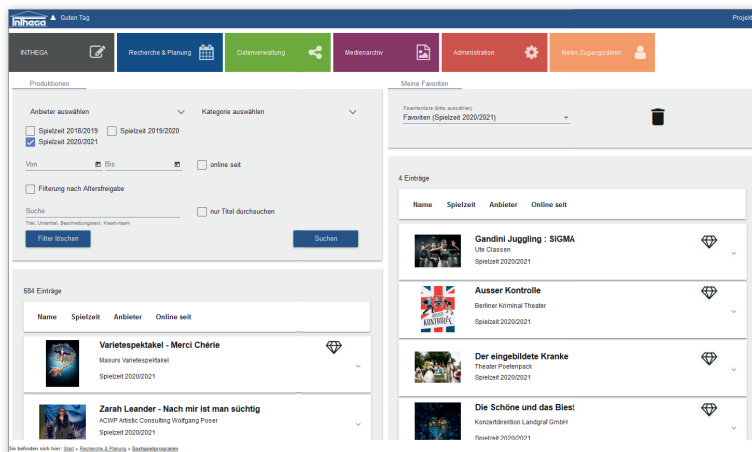 InThega
Guten Tag
Projekt
INTHEGA
Recherche & Planung
Datenverwaltung
Medienarchiv
Administration
Meine Zugangsdaten
Produktionen
Anbieter auswählen
Kategorie auswählen
Spielzeit 2018/2019
Spielzeit 2019/2020
Spielzeit 2020/2021
Von
Bis
online seit
Filterung nach Altersfreigabe
Suche
nur Titel durchsuchen
Titel, Untertitel, Beschreibungstext, Kreativteam
Filter löschen
Suchen
684 Einträge
Name Spielzeit Anbieter Online seit
Varietespektakel - Merci Chérie
Masurs Varietespektakel
Spielzeit 2020/2021
Zarah Leander - Nach mir ist man süchtig
ACWP Artistic Consulting Wolfgang Poser
Spielzeit 2020/2021
Meine Favoriten
Favoritenliste (bitte auswählen)
Favoriten (Spielzeit 2020/2021)
4 Einträge
Name Spielzeit Anbieter Online seit
Gandini Juggling : SIGMA
Ute Classen
Spielzeit 2020/2021
Ausser Kontrolle
Berliner Kriminal Theater
Spielzeit 2020/2021
KONTROLLE
Der eingebildete Kranke
Theater Poetenpack
Spielzeit 2020/2021
Die Schöne und das Biest
Konzertdirektion Landgraf GmbH
Spielzeit 2020/2021
Sie befinden sich hier: Start » Recherche & Planung » Gastspielprogramm